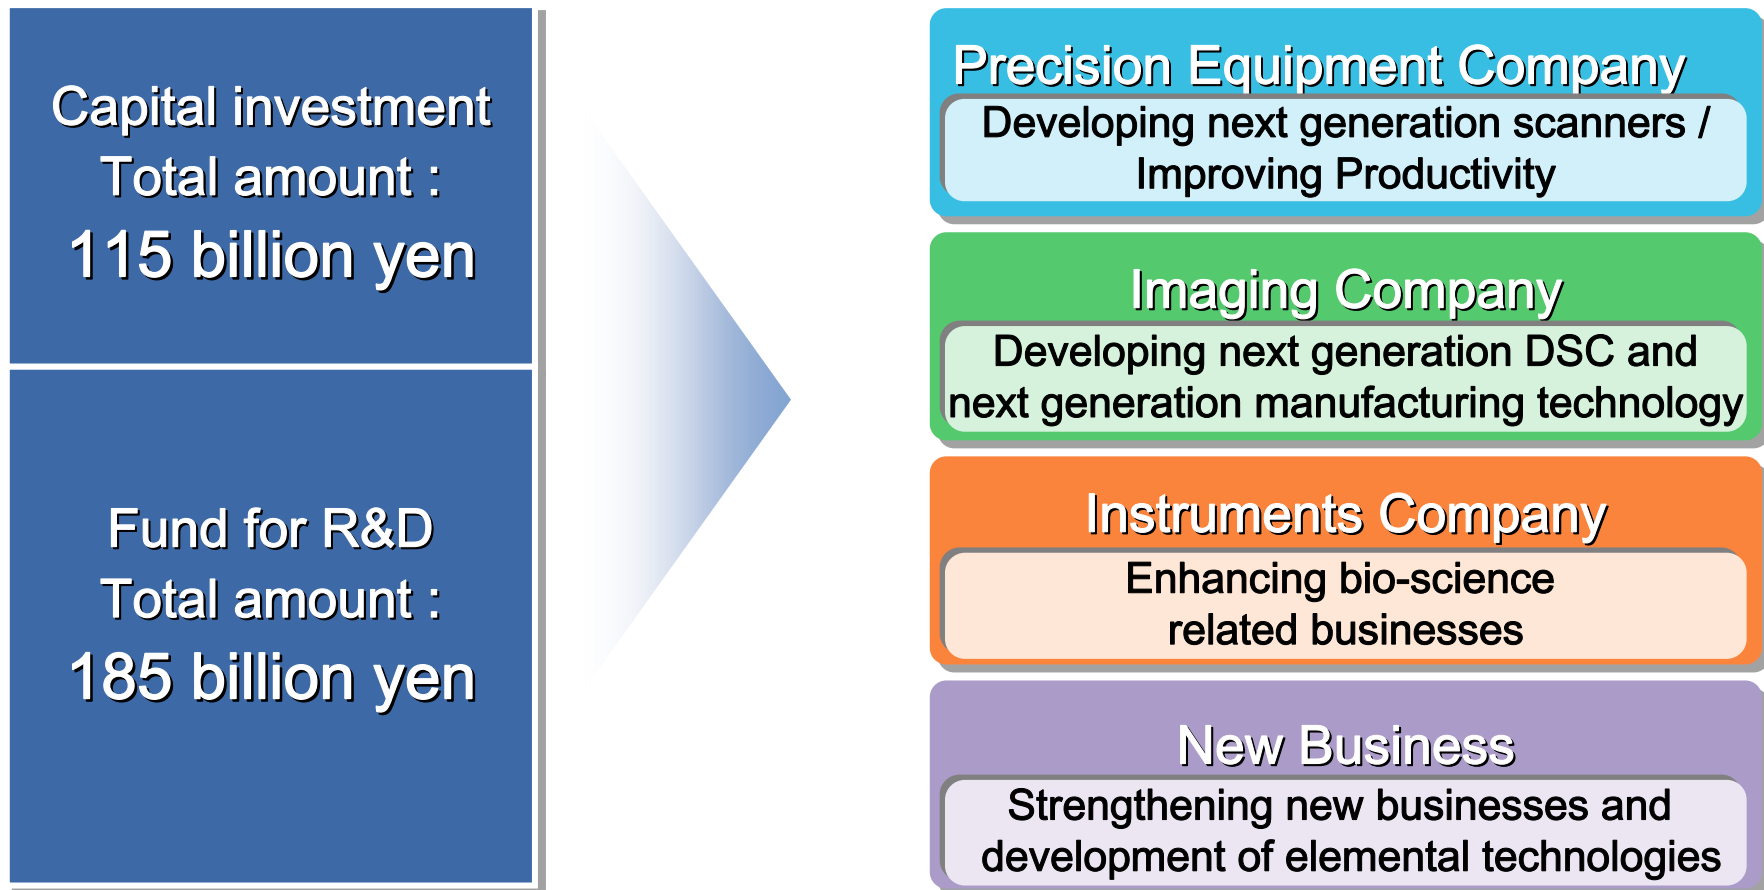 Capital investment
Total amount :
115 billion yen
Fund for R&D
Total amount :
185 billion yen
Precision Equipment Company
Developing next generation scanners /
Improving Productivity
Imaging Company
Developing next generation DSC and
next generation manufacturing technology
Instruments Company
Enhancing bio-science
related businesses
New Business
Strengthening new businesses and
development of elemental technologies